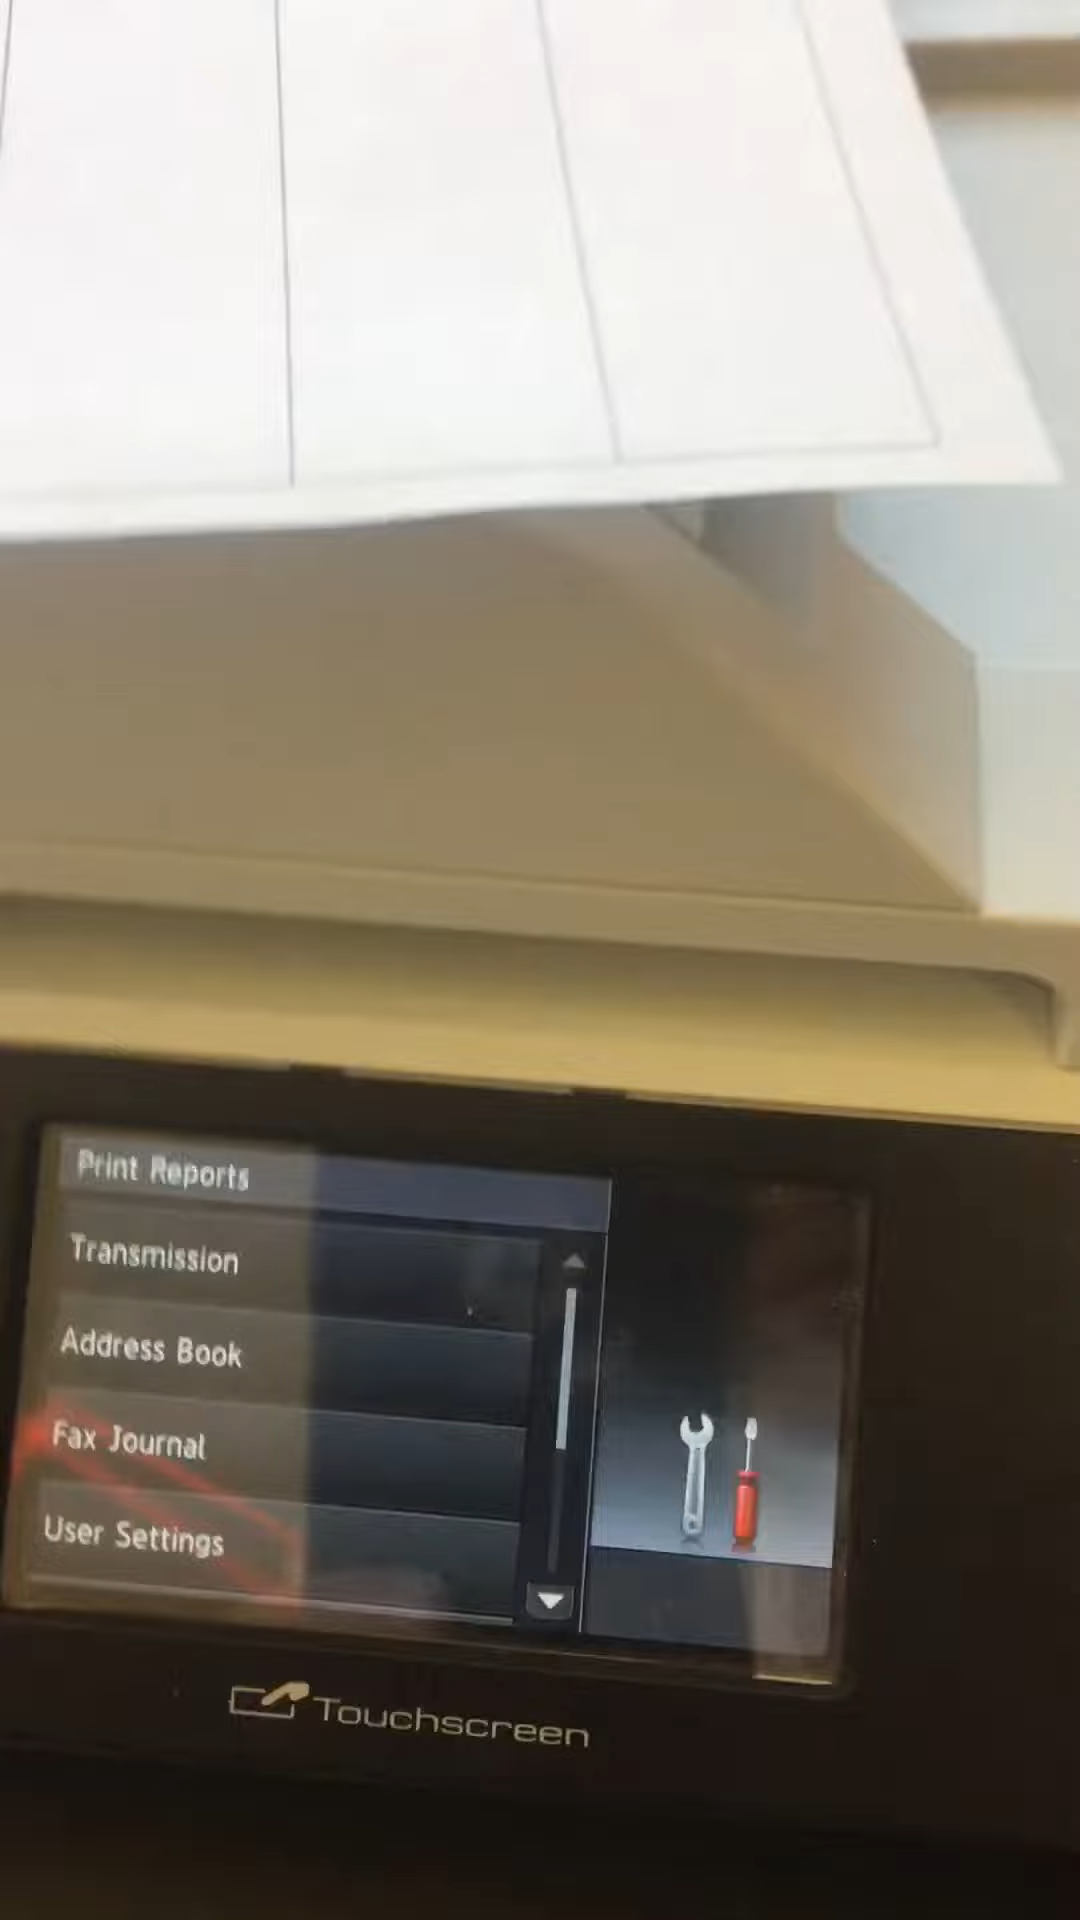 Print Reports
Transmission
Address Book
Fax Journal
User Settings
Touchscreen